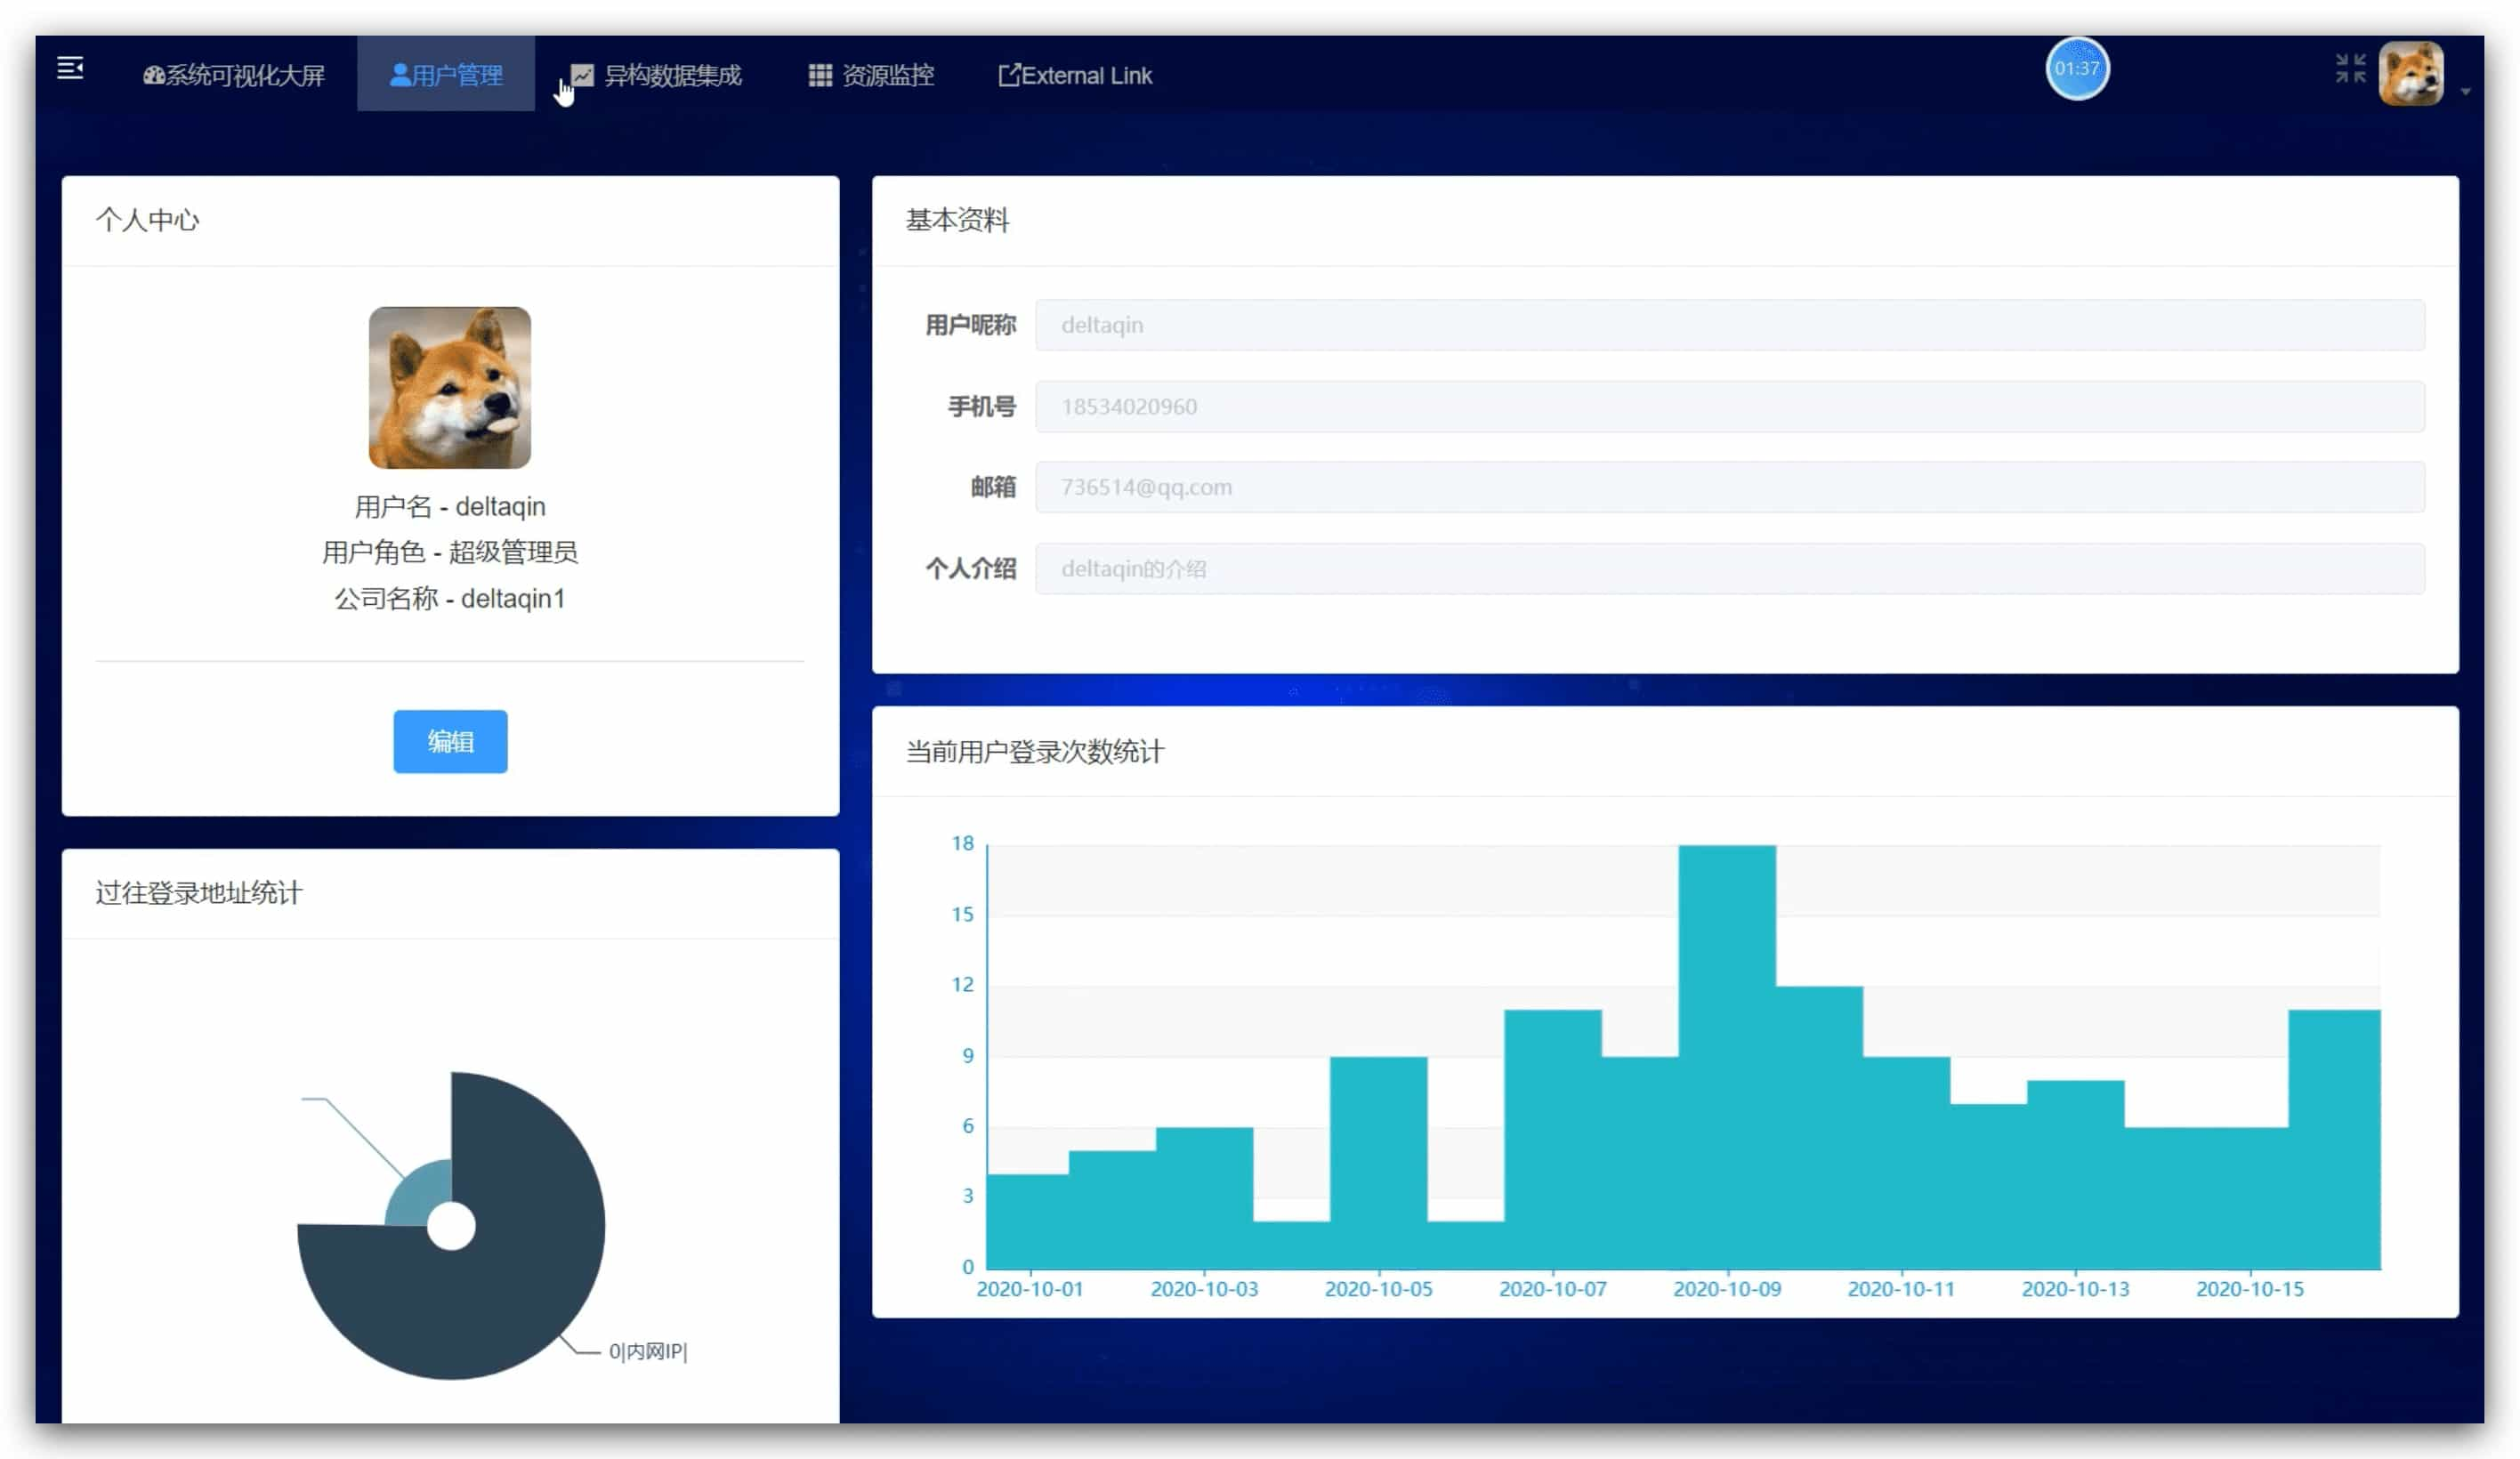 系统可视化大屏 用户管理 异构数据集成 资源监控 External Link 01:37
个人中心
用户名 - deltaqin
用户角色 - 超级管理员
公司名称 - deltaqin1
编辑
过往登录地址统计
0|内网IP|
基本资料
用户昵称 deltaqin
手机号 18534020960
邮箱 736514@qq.com
个人介绍 deltaqin的介绍
当前用户登录次数统计
18
15
12
9
6
3
0
2020-10-01 2020-10-03 2020-10-05 2020-10-07 2020-10-09 2020-10-11 2020-10-13 2020-10-15